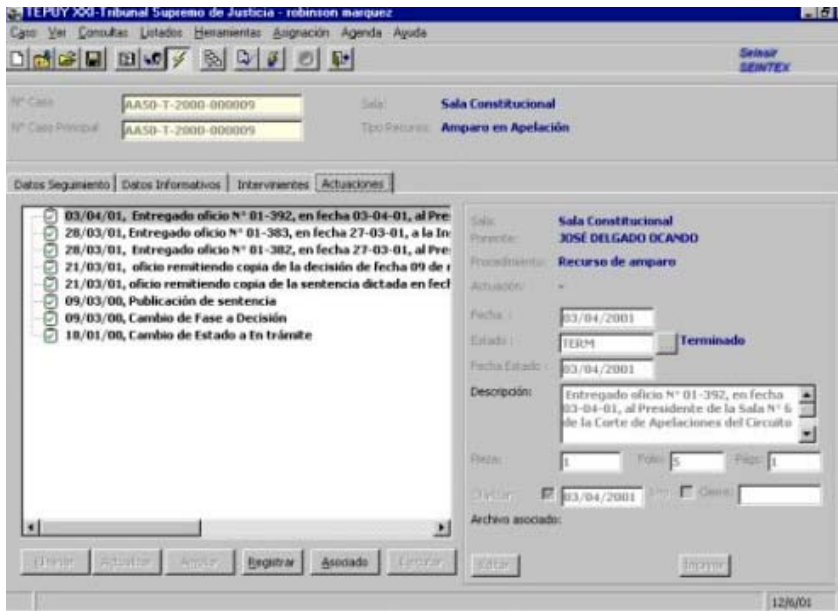 TEPUY XXI-Tribunal Supremo de Justicia - robinson marquez
Caso Ver Consultas Listados Herramientas Asignación Agenda Ayuda
SEINTEX
Nº Caso AA50-T-2000-000009 Sala: Sala Constitucional
Nº Caso Principal AA50-T-2000-000009 Tipo Recurso: Amparo en Apelación
Datos Seguimiento Datos Informativos Intervinientes Actuaciones
03/04/01, Entregado oficio N° 01-392, en fecha 03-04-01, al Pre
28/03/01, Entregado oficio N° 01-383, en fecha 27-03-01, a la In
28/03/01, Entregado oficio N° 01-382, en fecha 27-03-01, al Pre
21/03/01, oficio remitiendo copia de la decisión de fecha 09 de
21/03/01, oficio remitiendo copia de la sentencia dictada en fech
09/03/00, Publicación de sentencia
09/03/00, Cambio de Fase a Decisión
18/01/00, Cambio de Estado a En trámite
Sala: Sala Constitucional
Ponente: JOSÉ DELGADO OCANDO
Procedimiento: Recurso de amparo
Actuación: -
Fecha : 03/04/2001
Estado : TERM Terminado
Fecha Estado : 03/04/2001
Descripción: Entregado oficio N° 01-392, en fecha
03-04-01, al Presidente de la Sala N° 6
de la Corte de Apelaciones del Circuito
Pieza: 1 Folio: 5 Págs: 1
03/04/2001 Cierre:
Archivo asociado:
Registrar Asociado Editar Imprimir
12/6/01